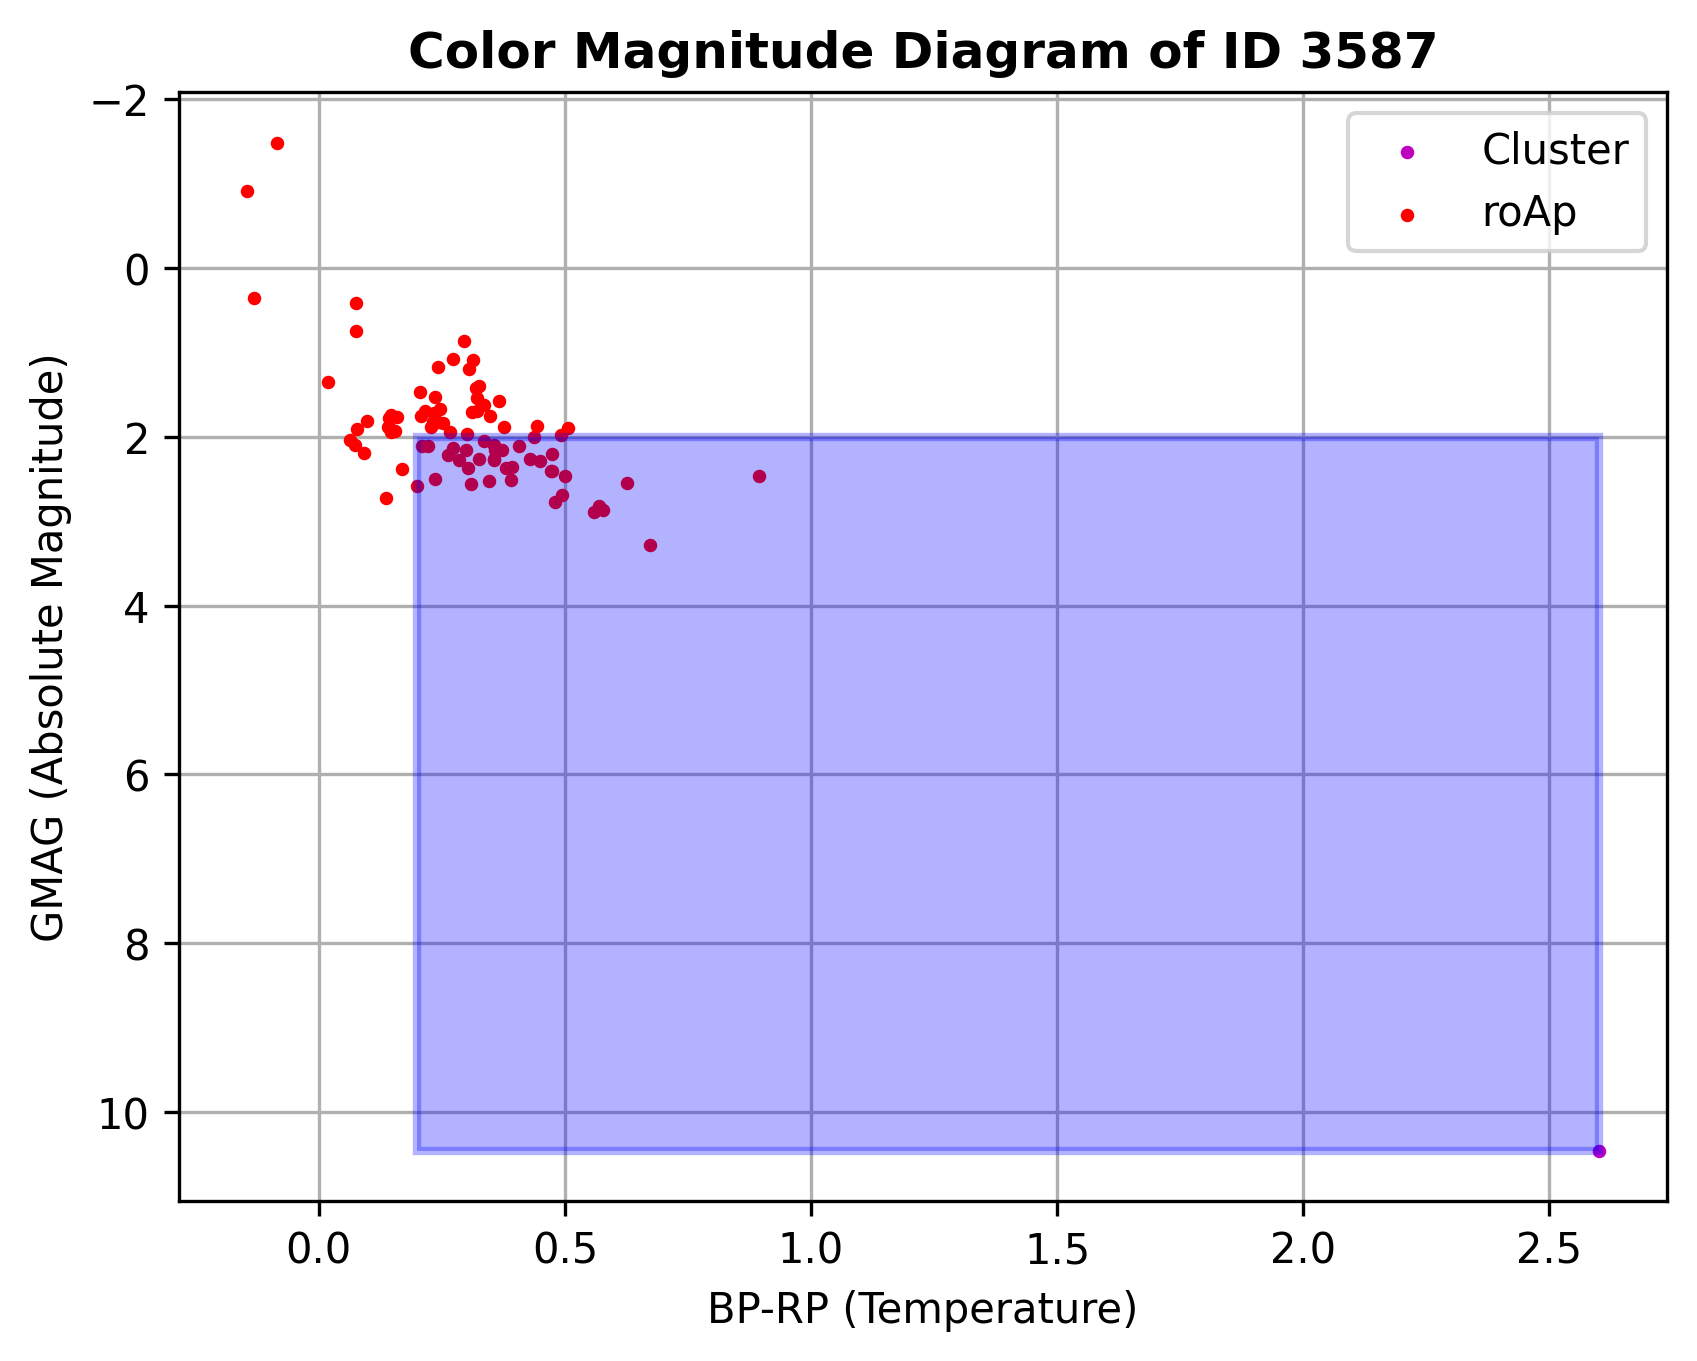 Color Magnitude Diagram of ID 3587
Cluster
roAp
GMAG (Absolute Magnitude)
−2
0
2
4
6
8
10
0.0 0.5 1.0 1.5 2.0 2.5
BP-RP (Temperature)